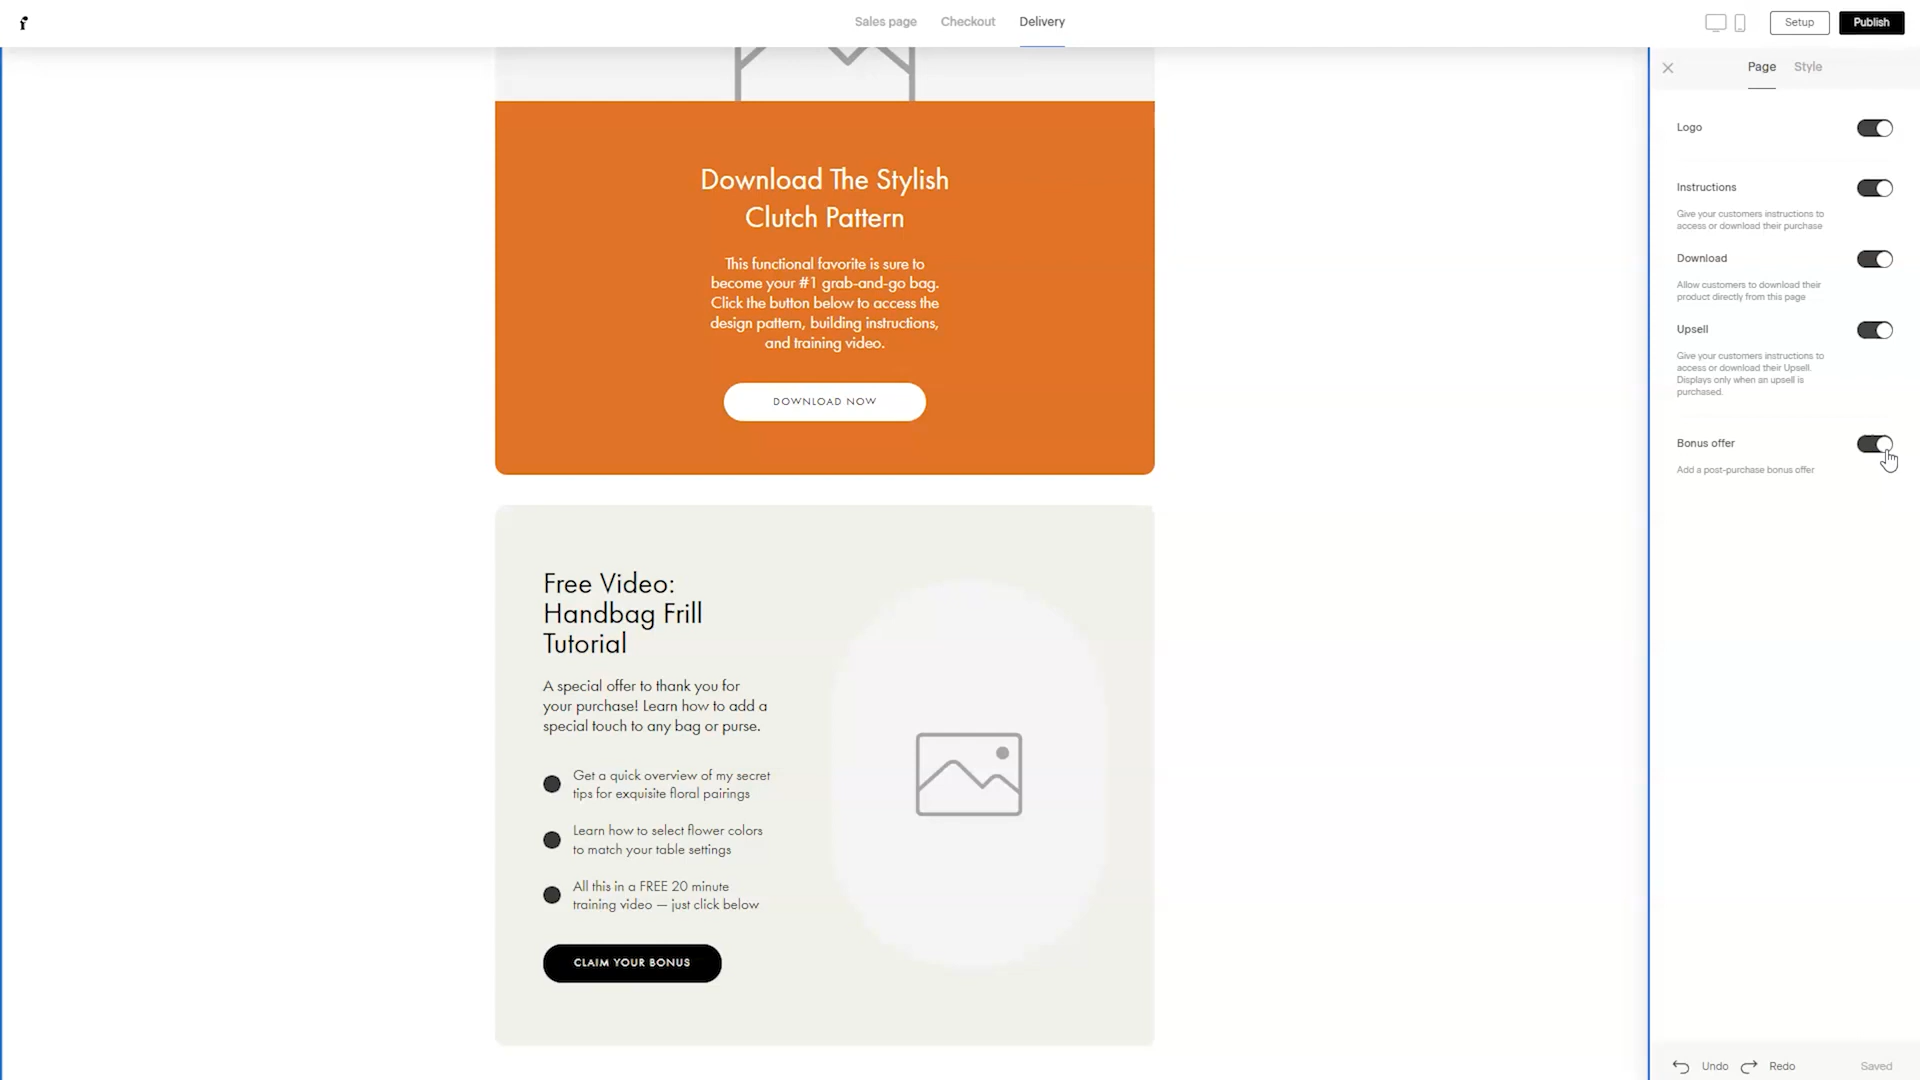 Sales page
Checkout
Delivery
Setup
Publish
Download The Stylish
Clutch Pattern
This functional favorite is sure to
become your #1 grab-and-go bag.
Click the button below to access the
design pattern, building instructions,
and training video.
DOWNLOAD NOW
Free Video:
Handbag Frill
Tutorial
A special offer to thank you for
your purchase! Learn how to add a
special touch to any bag or purse.
Get a quick overview of my secret
tips for exquisite floral pairings
Learn how to select flower colors
to match your table settings
All this in a FREE 20 minute
training video — just click below
CLAIM YOUR BONUS
Page
Style
Logo
Instructions
Give your customers instructions to
access or download their purchase
Download
Allow customers to download their
product directly from this page
Upsell
Give your customers instructions to
access or download their Upsell.
Displays only when an upsell is
purchased.
Bonus offer
Add a post-purchase bonus offer
Undo
Redo
Saved